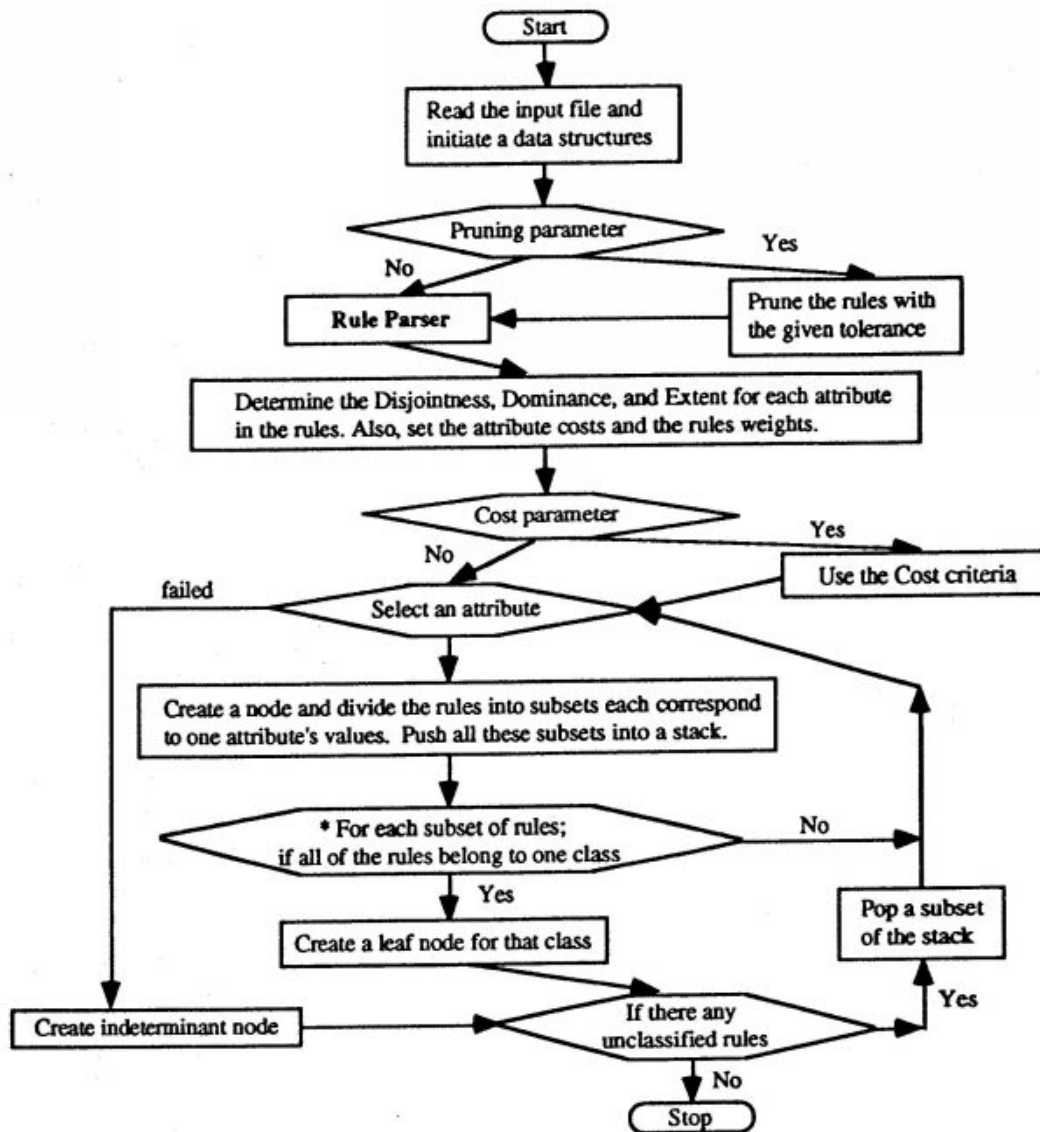 Start
Read the input file and
initiate a data structures
Pruning parameter
Yes
No
Rule Parser
Prune the rules with
the given tolerance
Determine the Disjointness, Dominance, and Extent for each attribute
in the rules. Also, set the attribute costs and the rules weights.
Cost parameter
Yes
No
Use the Cost criteria
failed
Select an attribute
Create a node and divide the rules into subsets each correspond
to one attribute's values. Push all these subsets into a stack.
* For each subset of rules;
if all of the rules belong to one class
No
Yes
Pop a subset
of the stack
Create a leaf node for that class
Yes
Create indeterminant node
If there any
unclassified rules
No
Stop